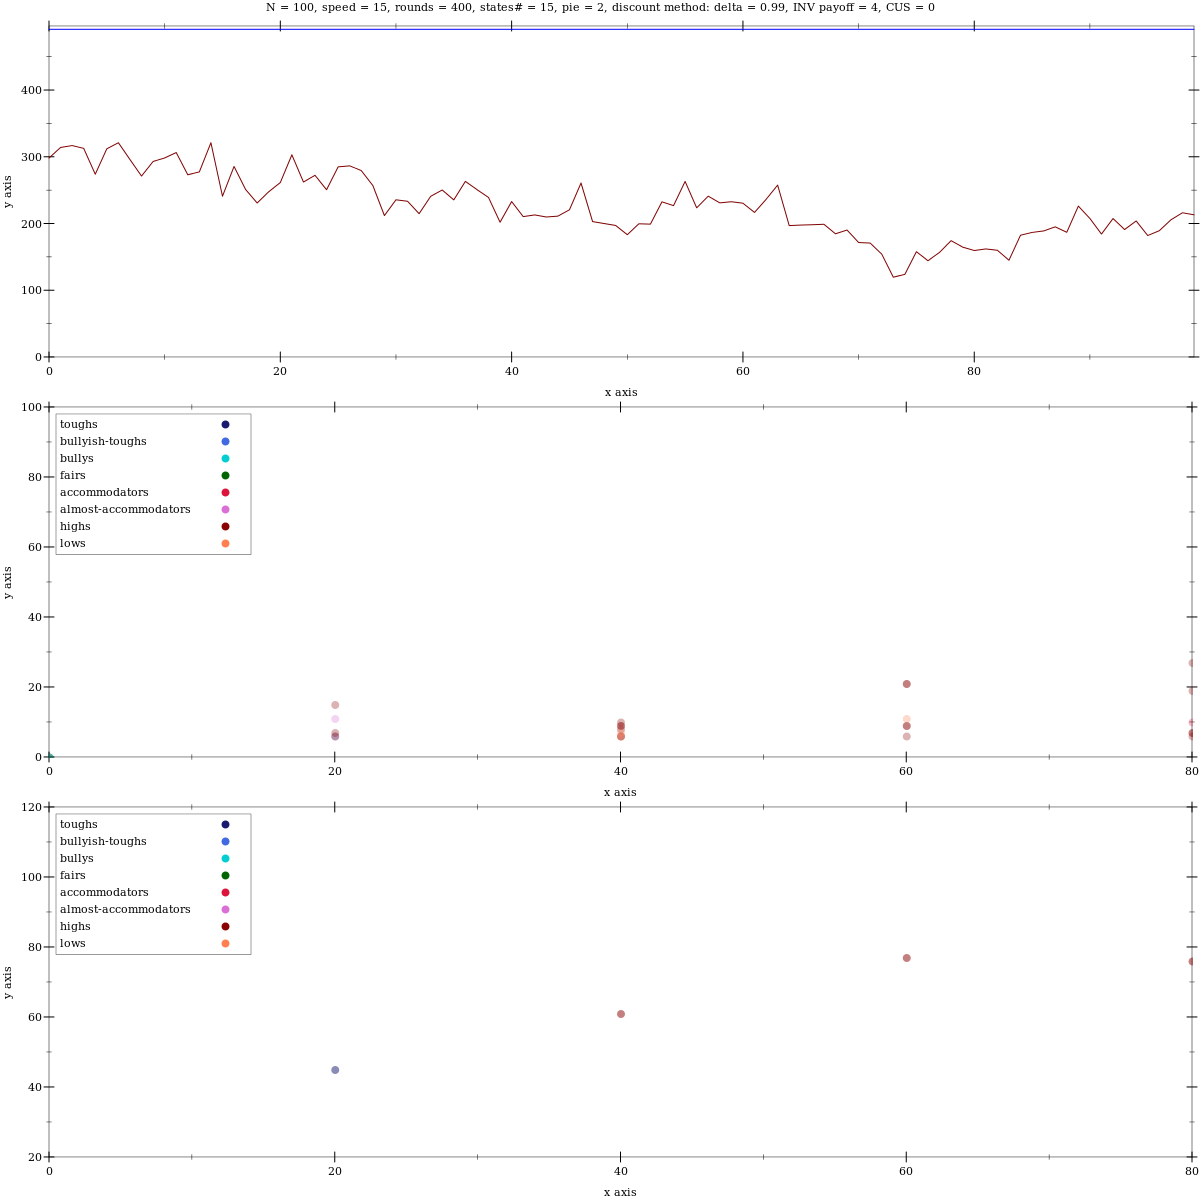 N = 100, speed = 15, rounds = 400, states# = 15, pie = 2, discount method: delta = 0.99, INV payoff = 4, CUS = 0
400
300
200
100
0
y axis
0 20 40 60 80
x axis
100
80
60
40
20
0
y axis
toughs
bullyish-toughs
bullys
fairs
accommodators
almost-accommodators
highs
lows
0 20 40 60 80
x axis
120
100
80
60
40
20
y axis
toughs
bullyish-toughs
bullys
fairs
accommodators
almost-accommodators
highs
lows
0 20 40 60 80
x axis